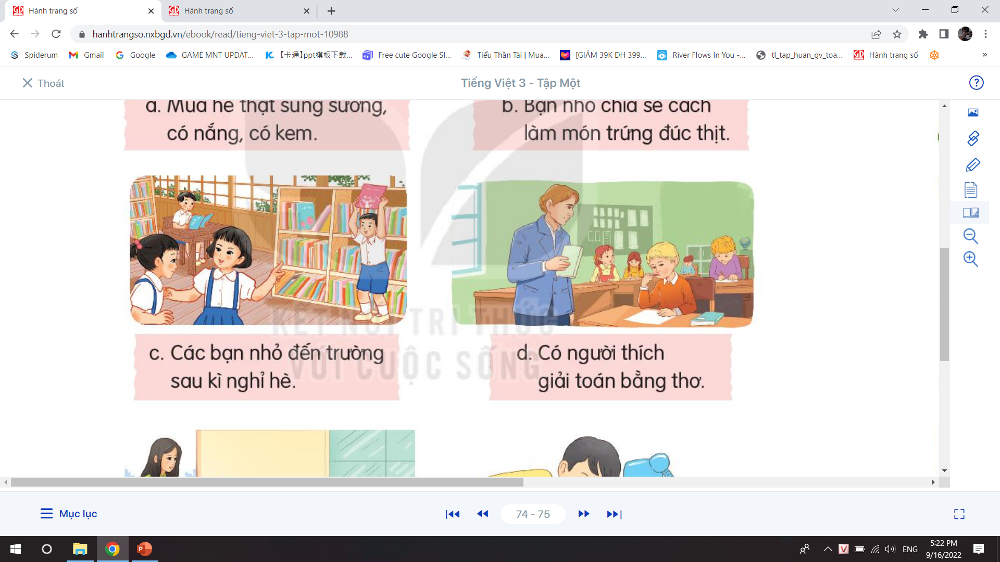 Hành trang số
Hành trang số
hanhtrangso.nxbgd.vn/ebook/read/tieng-viet-3-tap-mot-10988
Spiderum
Gmail
Google
GAME MNT UPDAT...
【卡通】ppt模板下载...
Free cute Google Sl...
Tiểu Thần Tài | Mua...
[GIẢM 39K ĐH 399...
River Flows In You -...
tl_tap_huan_gv_toa...
Hành trang số
»
Thoát
Tiếng Việt 3 - Tập Một
a. Mùa hè thật sung sướng,
có nắng, có kem.
b. Bạn nhỏ chia sẻ cách
làm món trứng đúc thịt.
KẾT NỐI TRI THỨC
VỚI CUỘC SỐNG
c. Các bạn nhỏ đến trường
sau kì nghỉ hè.
d. Có người thích
giải toán bằng thơ.
Mục lục
74 - 75
ENG
5:22 PM
9/16/2022